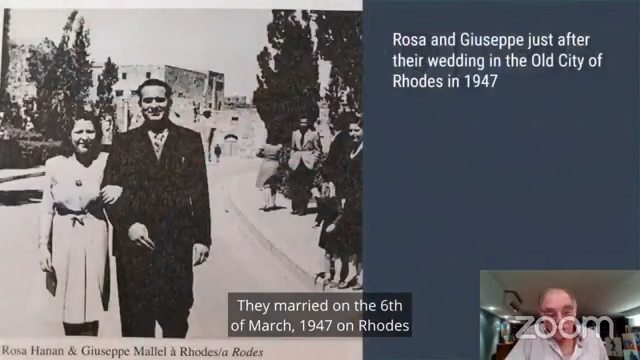 Rosa and Giuseppe just after
their wedding in the Old City of
Rhodes in 1947
They married on the 6th
of March, 1947 on Rhodes
Rosa Hanan & Giuseppe Mallel à Rhodes/a Rodes
zoom